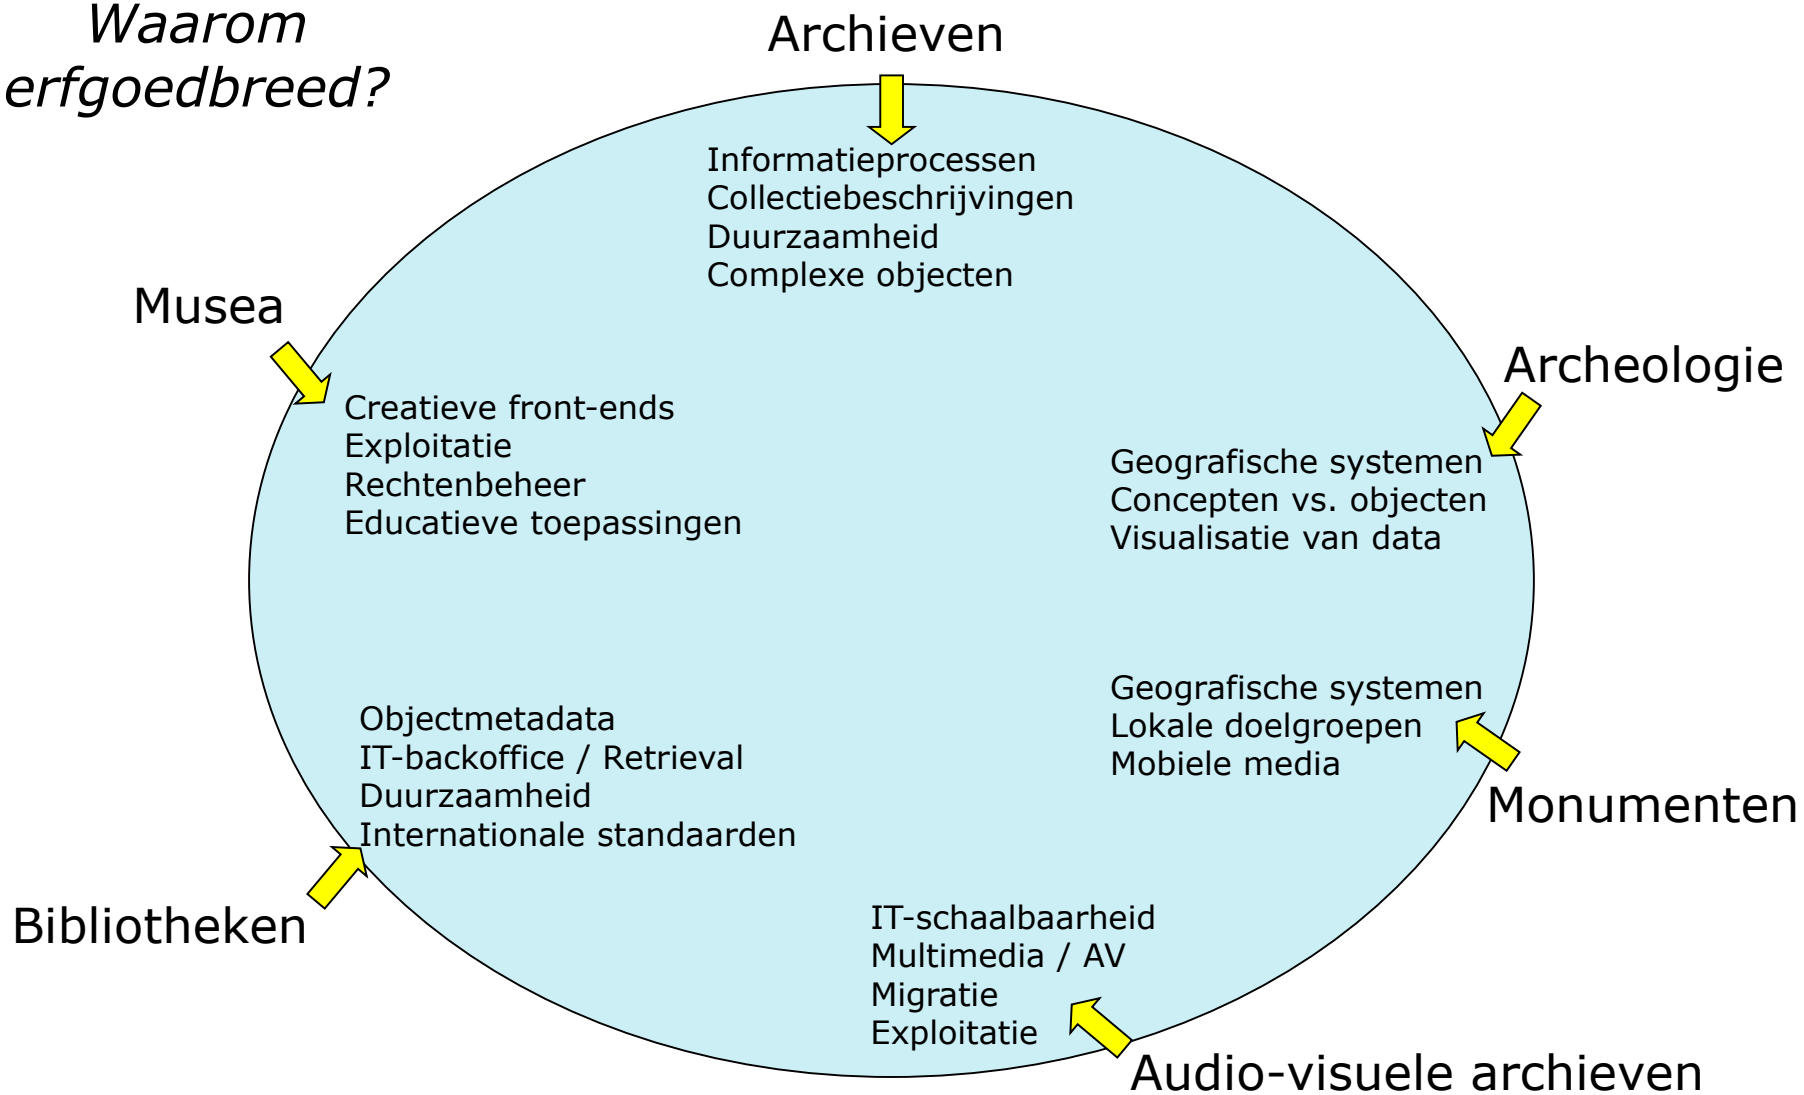 Waarom
erfgoedbreed?
Archieven
Informatieprocessen
Collectiebeschrijvingen
Duurzaamheid
Complexe objecten
Musea
Creatieve front-ends
Exploitatie
Rechtenbeheer
Educatieve toepassingen
Archeologie
Geografische systemen
Concepten vs. objecten
Visualisatie van data
Geografische systemen
Lokale doelgroepen
Mobiele media
Monumenten
Objectmetadata
IT-backoffice / Retrieval
Duurzaamheid
Internationale standaarden
Bibliotheken
IT-schaalbaarheid
Multimedia / AV
Migratie
Exploitatie
Audio-visuele archieven